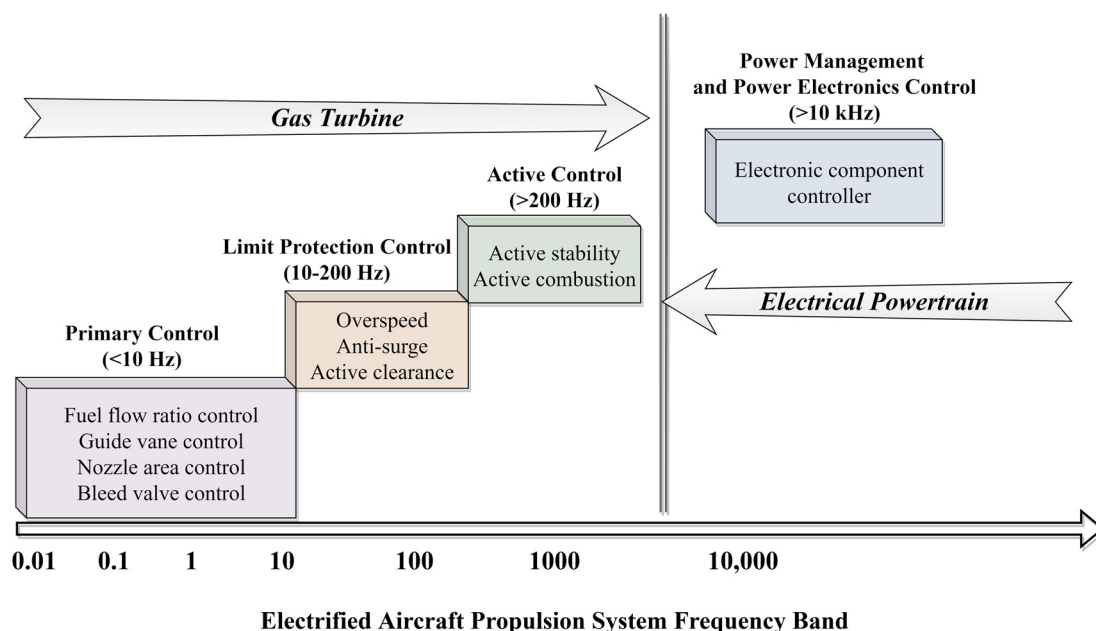 Power Management
and Power Electronics Control
(>10 kHz)
Gas Turbine
Electronic component
controller
Active Control
(>200 Hz)
Active stability
Active combustion
Limit Protection Control
(10-200 Hz)
Electrical Powertrain
Overspeed
Anti-surge
Active clearance
Primary Control
(<10 Hz)
Fuel flow ratio control
Guide vane control
Nozzle area control
Bleed valve control
0.01 0.1 1 10 100 1000 10,000
Electrified Aircraft Propulsion System Frequency Band